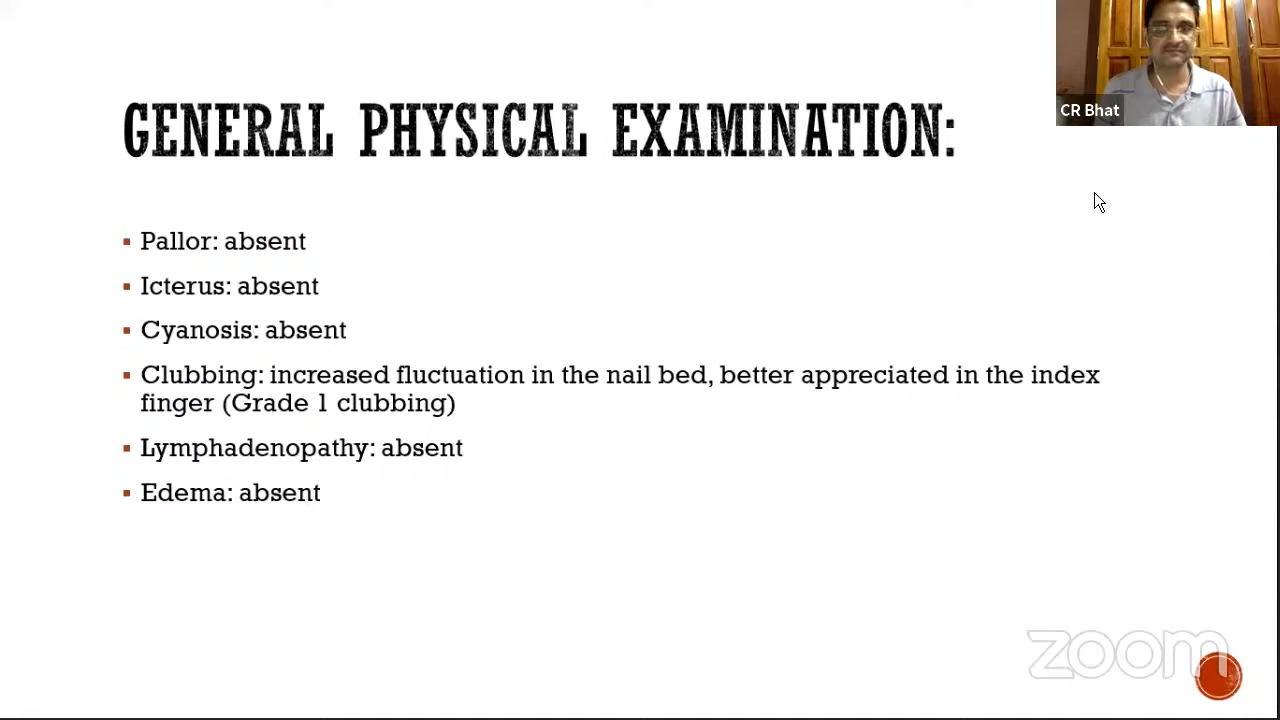 CR Bhat
GENERAL PHYSICAL EXAMINATION:
▪ Pallor: absent
▪ Icterus: absent
▪ Cyanosis: absent
▪ Clubbing: increased fluctuation in the nail bed, better appreciated in the index
finger (Grade 1 clubbing)
▪ Lymphadenopathy: absent
▪ Edema: absent
zoom